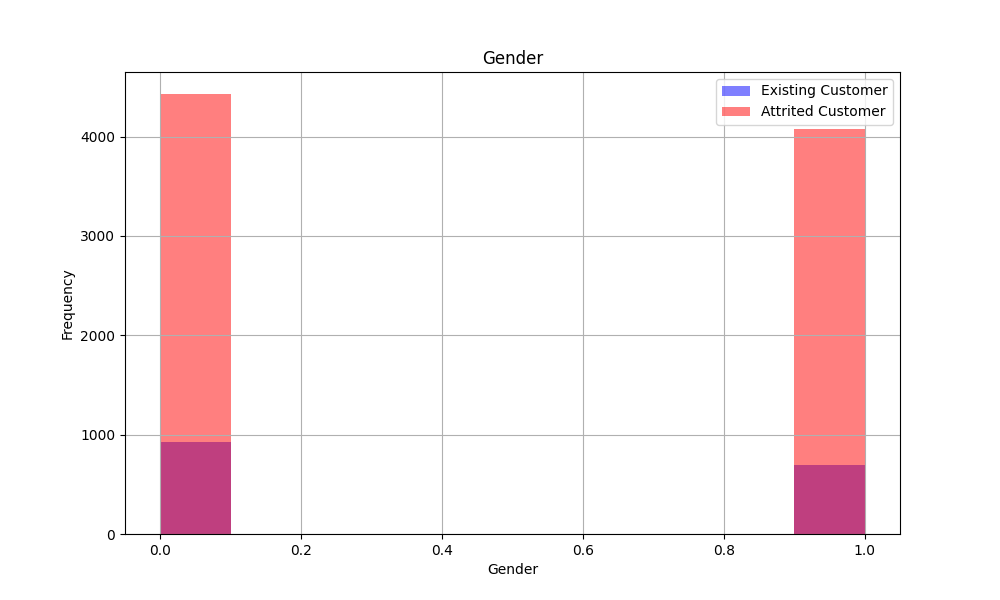 Gender
Existing Customer
Attrited Customer
Frequency
4000
3000
2000
1000
0
0.0 0.2 0.4 0.6 0.8 1.0
Gender